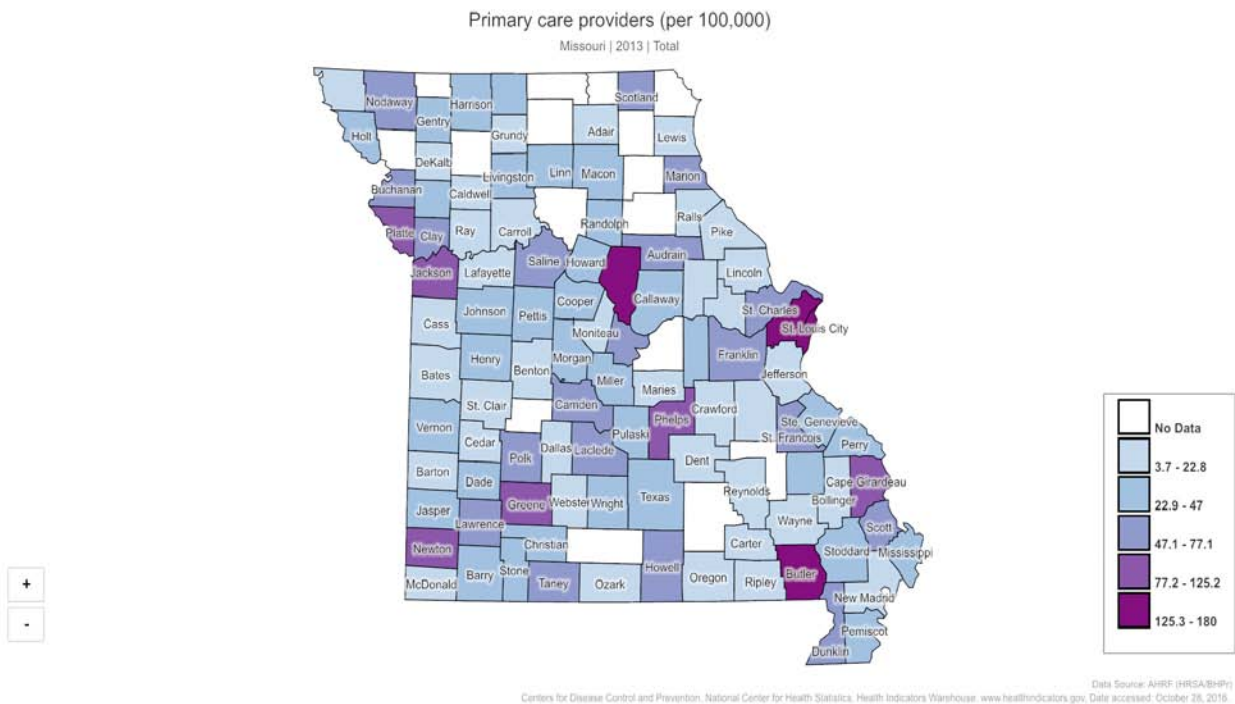 Primary care providers (per 100,000)
Missouri | 2013 | Total
Nodaway
Harrison
Scotland
Gentry
Holt
Grundy
Adair
Lewis
DeKalb
Livingston
Linn
Macon
Marion
Buchanan
Caldwell
Ralls
Randolph
Pike
Platte
Clay
Ray
Carroll
Audrain
Saline
Howard
Jackson
Lafayette
Lincoln
Callaway
Cooper
St. Charles
Johnson
Pettis
Cass
St. Louis City
Moniteau
Henry
Morgan
Franklin
Benton
Bates
Jefferson
Miller
Maries
St. Clair
Camden
Crawford
Phelps
Ste. Genevieve
Vernon
Pulaski
St. Francois
Cedar
Dallas
Laclede
Perry
Polk
Dent
Barton
Dade
Cape Girardeau
Reynolds
Bollinger
Texas
Greene
Webster
Wright
Jasper
Wayne
Lawrence
Scott
Christian
Carter
Newton
Stoddard
Mississippi
Howell
Butler
Barry
Stone
McDonald
Taney
Ozark
Oregon
Ripley
New Madrid
Pemiscot
Dunklin
No Data
3.7 - 22.8
22.9 - 47
47.1 - 77.1
77.2 - 125.2
125.3 - 180
+
-
Data Source: AHRF (HRSA/BHPr)
Centers for Disease Control and Prevention. National Center for Health Statistics. Health Indicators Warehouse. www.healthindicators.gov. Date accessed: October 28, 2016.